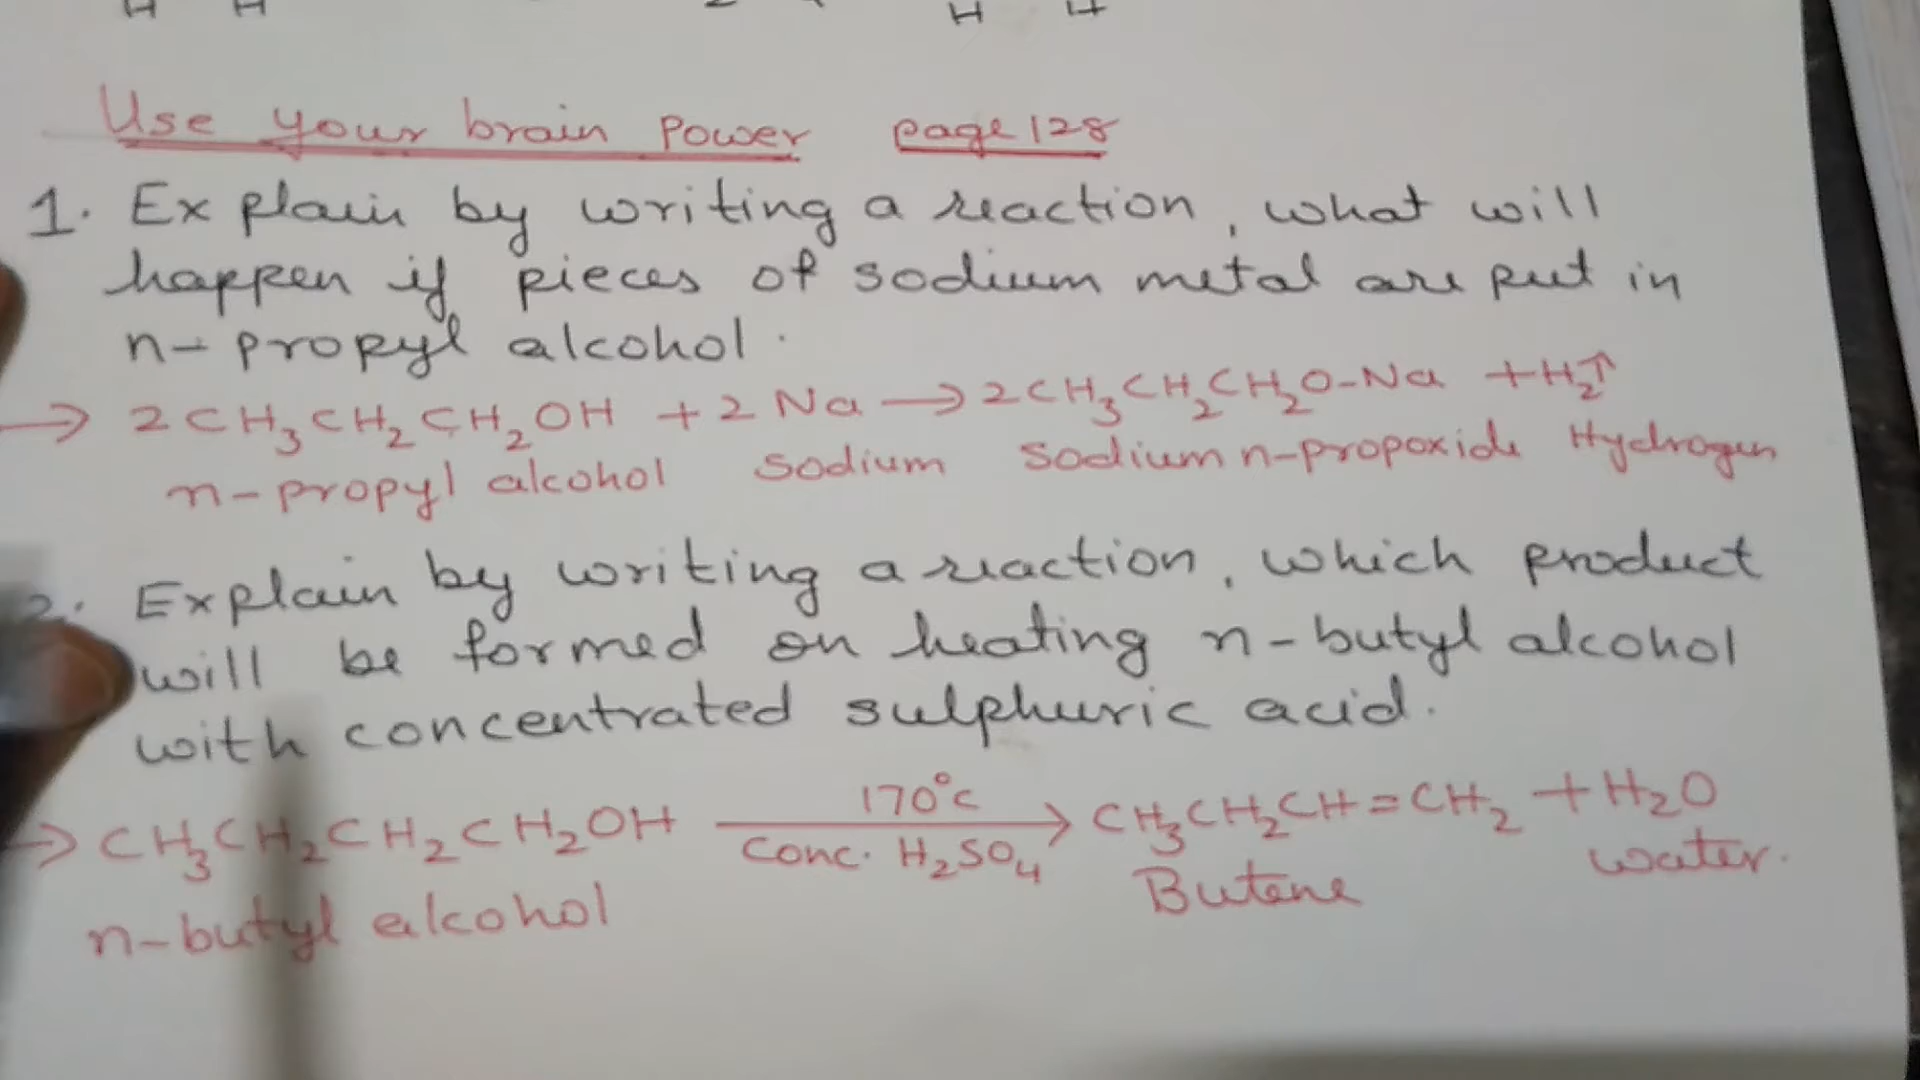 H H H H
Use your brain power page 128
1. Explain by writing a reaction, what will
happen if pieces of sodium metal are put in
n-propyl alcohol.
→ 2CH₃CH₂CH₂OH + 2Na → 2CH₃CH₂CH₂O-Na + H₂↑
n-propyl alcohol sodium sodium n-propoxide Hydrogen
2. Explain by writing a reaction, which product
will be formed on heating n-butyl alcohol
with concentrated sulphuric acid.
→ CH₃CH₂CH₂CH₂OH 170°C Conc. H₂SO₄ → CH₃CH₂CH=CH₂ + H₂O
n-butyl alcohol Butene water.